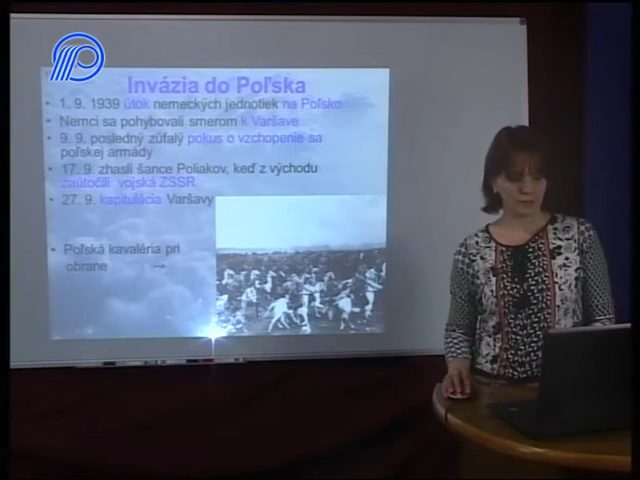 Invázia do Poľska
• 1. 9. 1939 útok nemeckých jednotiek na Poľsko
• Nemci sa pohybovali smerom k Varšave
• 9. 9. posledný zúfalý pokus o vzchopenie sa
poľskej armády
• 17. 9. zhasli šance Poliakov, keď z východu
zaútočili vojská ZSSR
• 27. 9. kapitulácia Varšavy
• Poľská kavaléria pri
obrane →